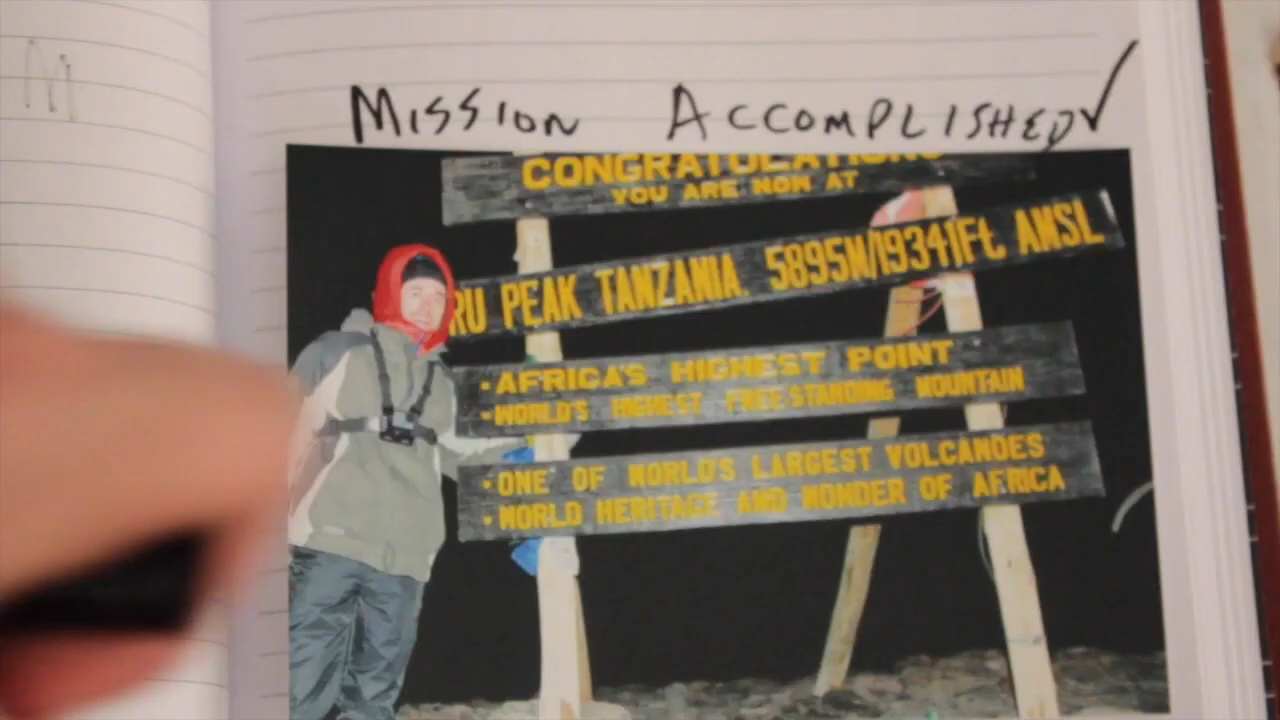 MISSION ACCOMPLISHED✓
CONGRATULATIONS
YOU ARE NOW AT
RU PEAK TANZANIA. 5895M/19341Ft AMSL
•AFRICA'S HIGHEST POINT
•WORLD'S HIGHEST FREE-STANDING MOUNTAIN
•ONE OF WORLD'S LARGEST VOLCANOES
•WORLD HERITAGE AND WONDER OF AFRICA
M